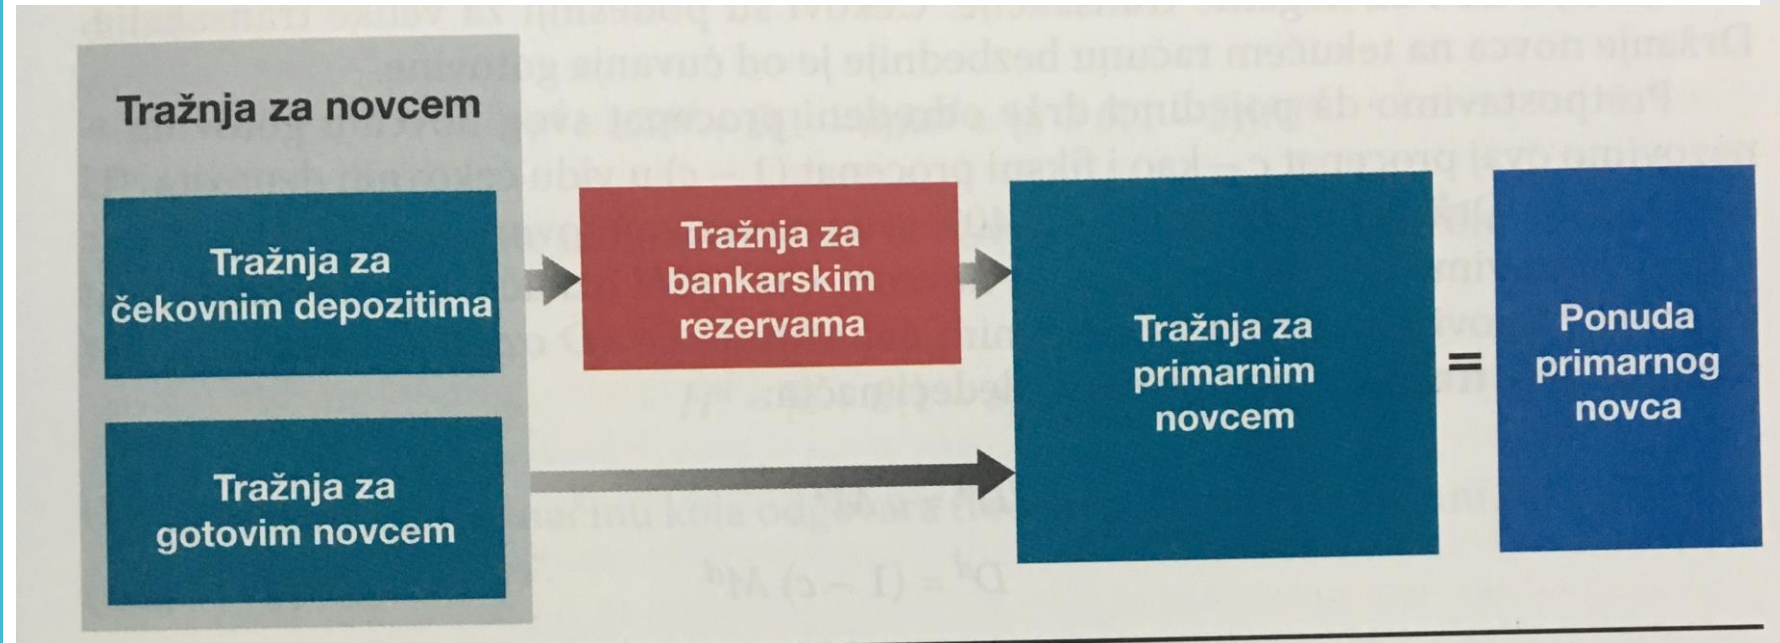 Tražnja za novcem
Tražnja za
čekovnim depozitima
Tražnja za
gotovim novcem
Tražnja za
bankarskim
rezervama
Tražnja za
primarnim
novcem
=
Ponuda
primarnog
novca